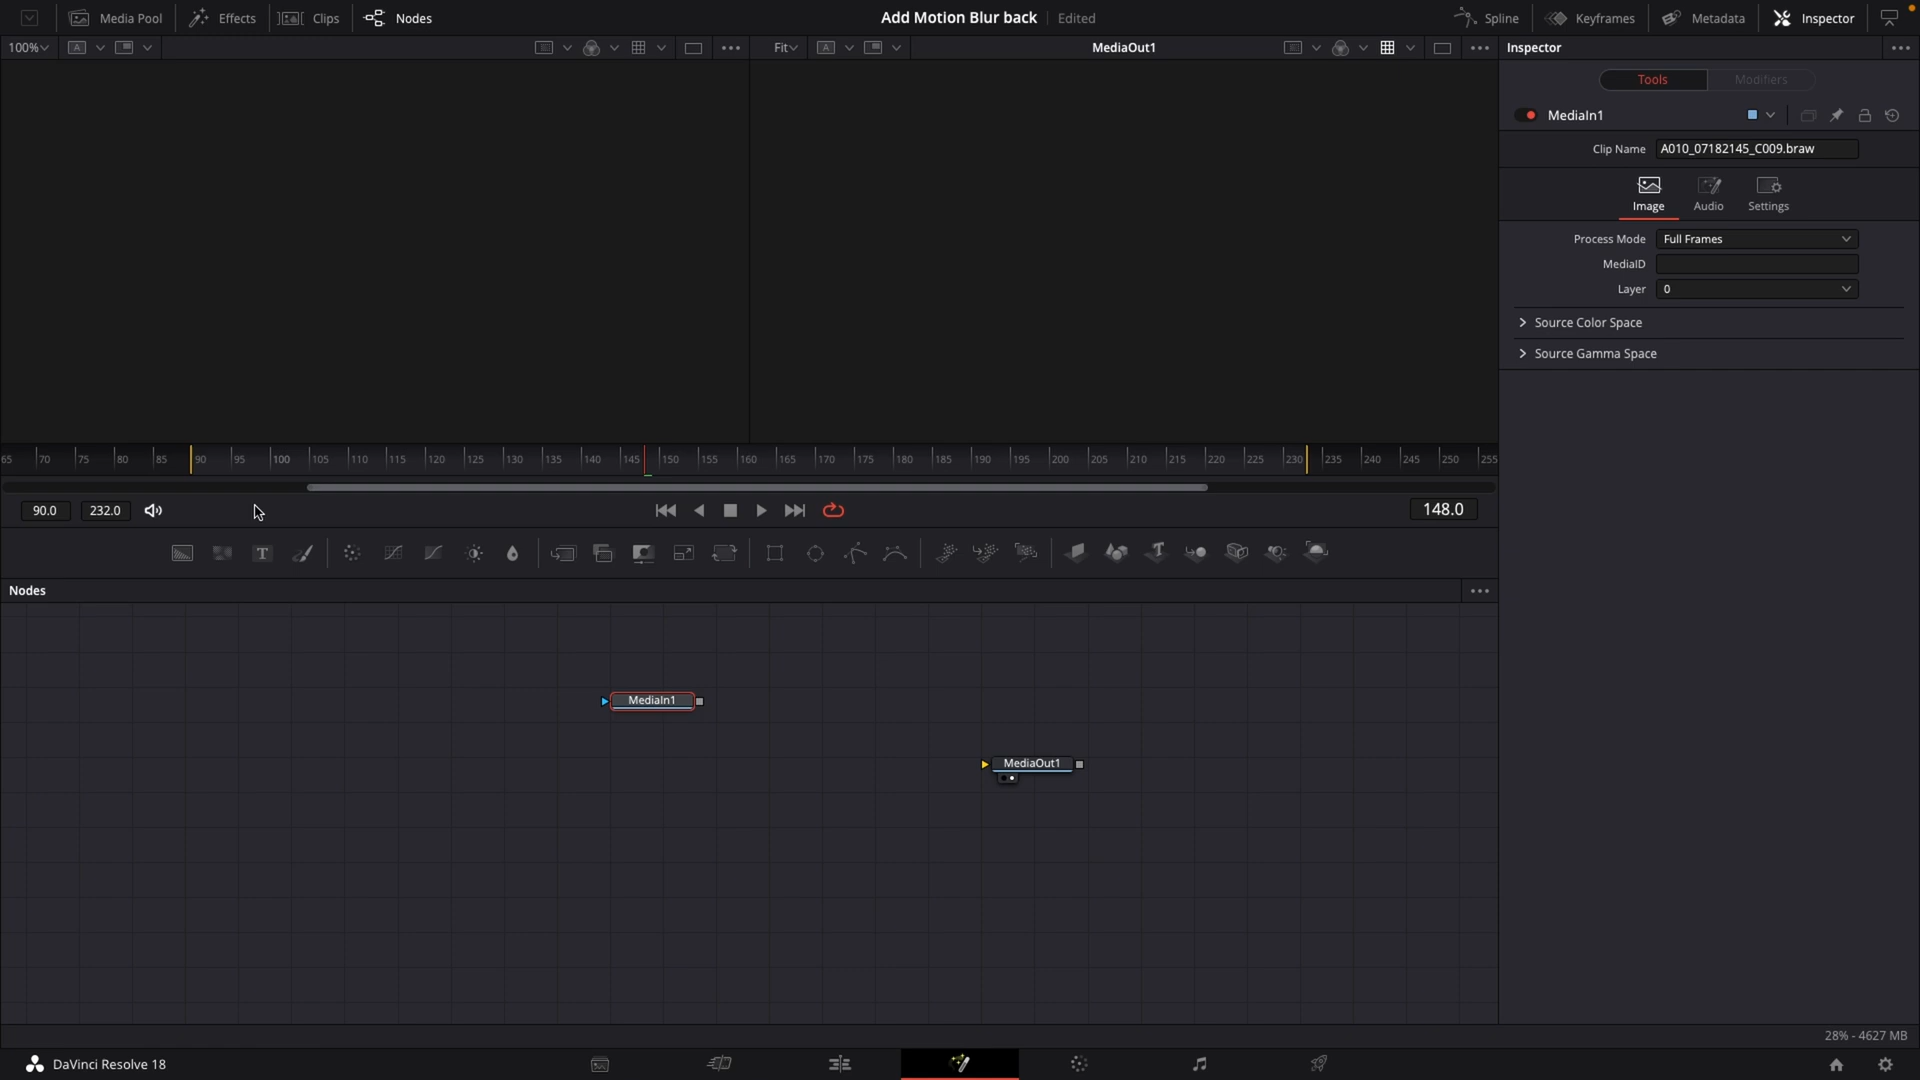 Media Pool Effects Clips Nodes Add Motion Blur back Edited Spline Keyframes Metadata Inspector
100% A Fit A MediaOut1 Inspector
Tools Modifiers
MediaIn1
Clip Name A010_07182145_C009.braw
Image Audio Settings
Process Mode Full Frames
MediaID
Layer 0
Source Color Space
Source Gamma Space
65 70 75 80 85 90 95 100 105 110 115 120 125 130 135 140 145 150 155 160 165 170 175 180 185 190 195 200 205 210 215 220 225 230 235 240 245 250 255
90.0 232.0 148.0
T
Nodes
MediaIn1
MediaOut1
28% - 4627 MB
DaVinci Resolve 18